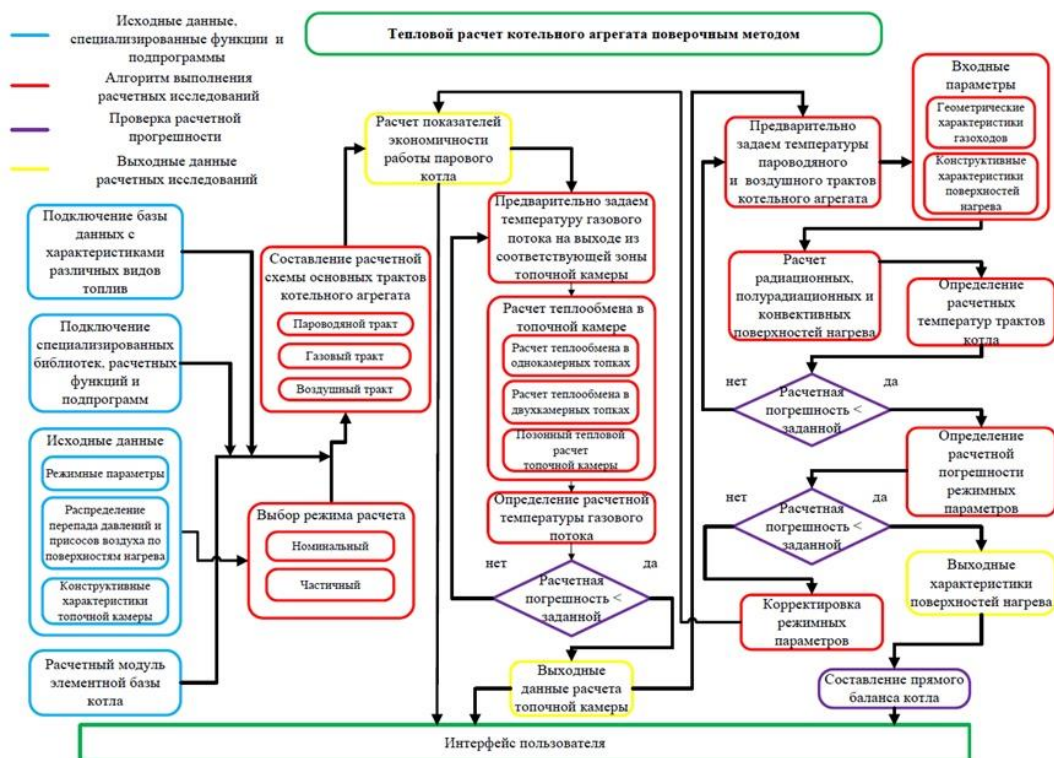 Исходные данные,
специализированные функции и
подпрограммы
Алгоритм выполнения
расчетных исследований
Проверка расчетной
прогрешности
Выходные данные
расчетных исследований
Тепловой расчет котельного агрегата поверочным методом
Подключение базы
данных с
характеристиками
различных видов
топлив
Подключение
специализированных
библиотек, расчетных
функций и
подпрограмм
Исходные данные
Режимные параметры
Распределение
перепада давлений и
присосов воздуха по
поверхностям нагрева
Конструктивные
характеристики
топочной камеры
Расчетный модуль
элементной базы
котла
Составление расчетной
схемы основных трактов
котельного агрегата
Пароводяной тракт
Газовый тракт
Воздушный тракт
Выбор режима расчета
Номинальный
Частичный
Расчет показателей
экономичности
работы парового
котла
Предварительно задаем
температуру газового
потока на выходе из
соответствующей зоны
топочной камеры
Расчет теплообмена в
топочной камере
Расчет теплообмена в
однокамерных топках
Расчет теплообмена в
двухкамерных топках
Позонный тепловой
расчет
топочной камеры
Определение расчетной
температуры газового
потока
нет
да
Расчетная
погрешность <
заданной
Выходные
данные расчета
топочной камеры
Предварительно
задаем температуры
пароводяного
и воздушного трактов
котельного агрегата
Входные
параметры
Геометрические
характеристики
газоходов
Конструктивные
характеристики
поверхностей
нагрева
Расчет
радиационных,
полурадиационных и
конвективных
поверхностей нагрева
Определение
расчетных
температур трактов
котла
нет
да
Расчетная
погрешность <
заданной
Определение
расчетной
погрешности
режимных
параметров
нет
да
Расчетная
погрешность <
заданной
Выходные
характеристики
поверхностей нагрева
Корректировка
режимных
параметров
Составление прямого
баланса котла
Интерфейс пользователя